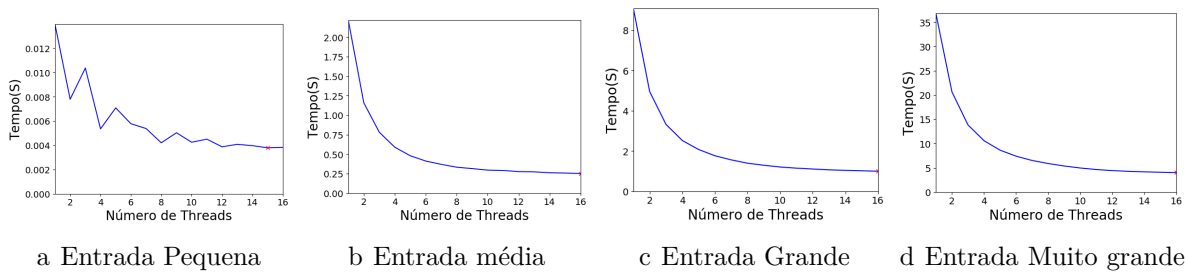 Tempo(S)
0.012
0.010
0.008
0.006
0.004
0.002
0.000
2 4 6 8 10 12 14 16
Número de Threads
a Entrada Pequena
Tempo(S)
2.00
1.75
1.50
1.25
1.00
0.75
0.50
0.25
0.00
2 4 6 8 10 12 14 16
Número de Threads
b Entrada média
Tempo(S)
8
6
4
2
0
2 4 6 8 10 12 14 16
Número de Threads
c Entrada Grande
Tempo(S)
35
30
25
20
15
10
5
0
2 4 6 8 10 12 14 16
Número de Threads
d Entrada Muito grande